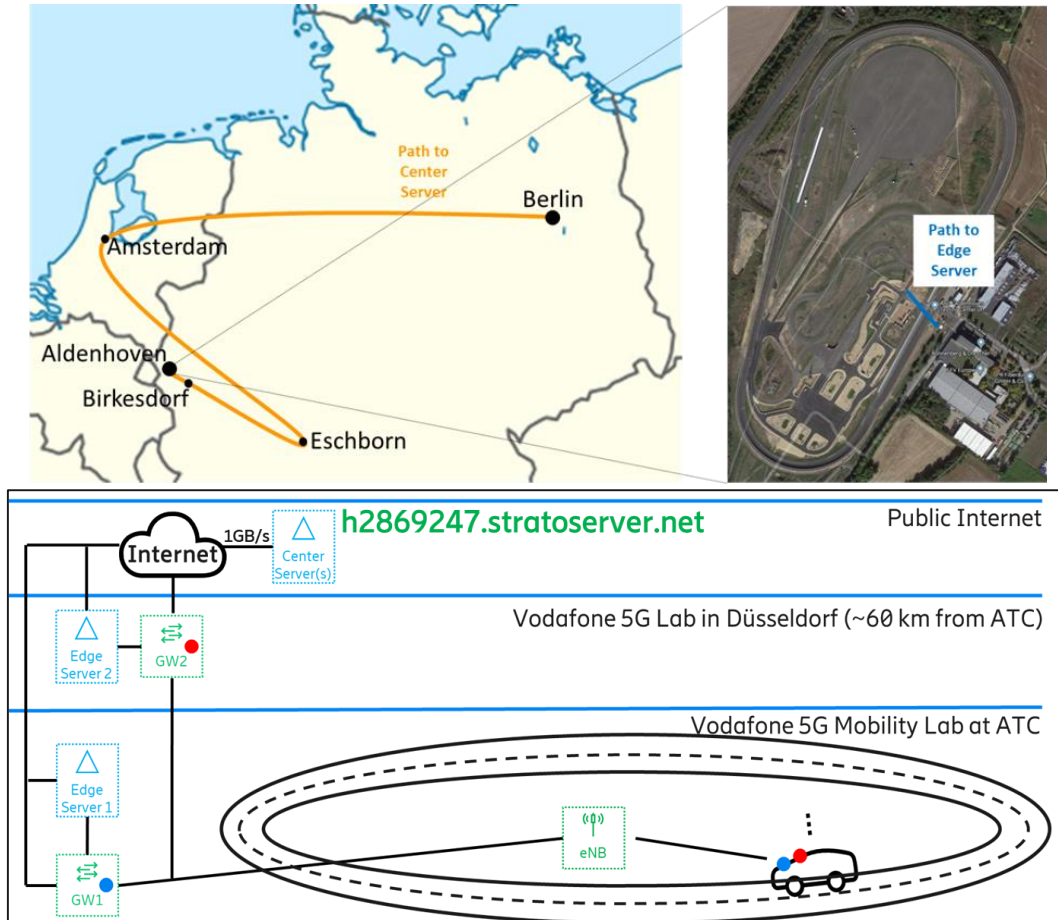 Path to
Center
Server
Berlin
Amsterdam
Aldenhoven
Birkesdorf
Eschborn
Path to
Edge
Server
h2869247.stratoserver.net
Public Internet
Internet
1GB/s
Center
Server(s)
Vodafone 5G Lab in Düsseldorf (~60 km from ATC)
Edge
Server 2
GW2
Vodafone 5G Mobility Lab at ATC
Edge
Server 1
eNB
GW1